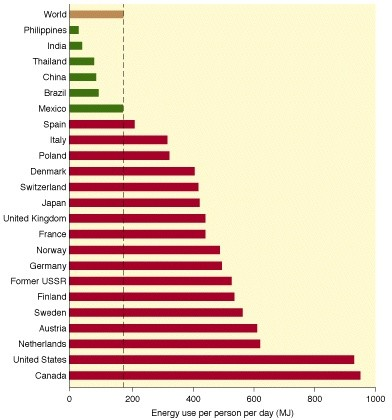 World
Philippines
India
Thailand
China
Brazil
Mexico
Spain
Italy
Poland
Denmark
Switzerland
Japan
United Kingdom
France
Norway
Germany
Former USSR
Finland
Sweden
Austria
Netherlands
United States
Canada
0 200 400 600 800 1000
Energy use per person per day (MJ)